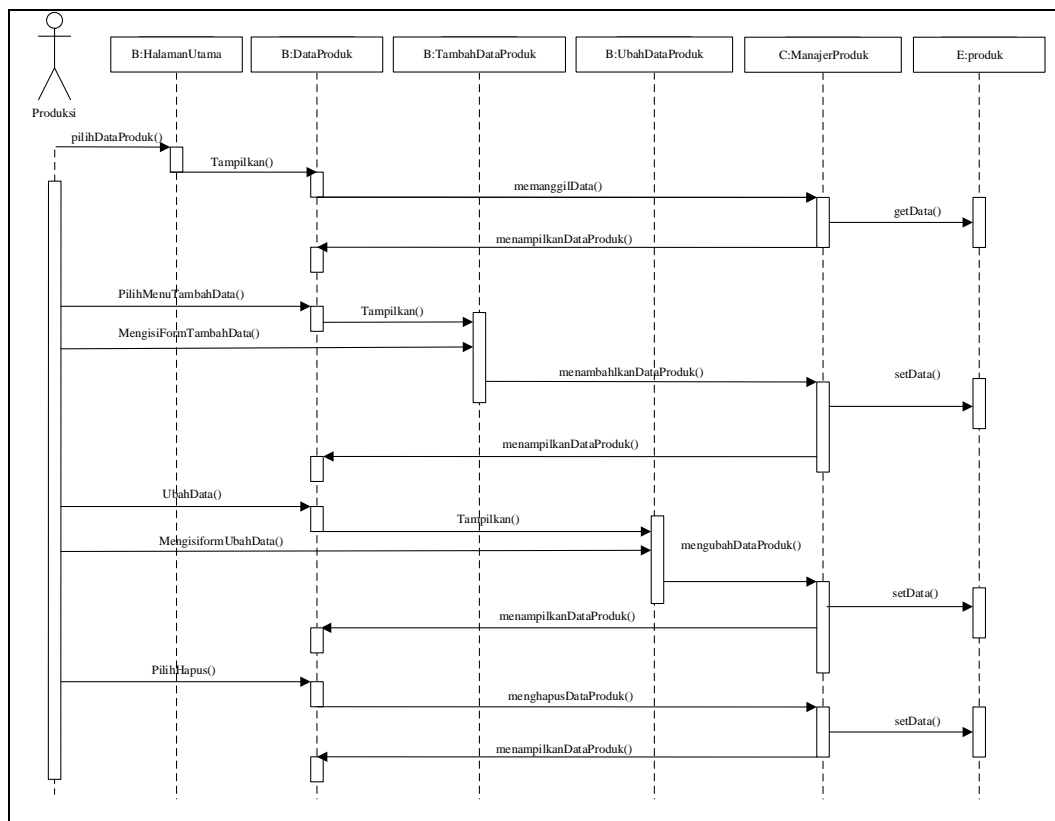 B:HalamanUtama
B:DataProduk
B:TambahDataProduk
B:UbahDataProduk
C:ManajerProduk
E:produk
Produksi
pilihDataProduk()
Tampilkan()
memanggilData()
getData()
menampilkanDataProduk()
PilihMenuTambahData()
Tampilkan()
MengisiFormTambahData()
menambahlkanDataProduk()
setData()
menampilkanDataProduk()
UbahData()
Tampilkan()
MengisiformUbahData()
mengubahDataProduk()
setData()
menampilkanDataProduk()
PilihHapus()
menghapusDataProduk()
setData()
menampilkanDataProduk()